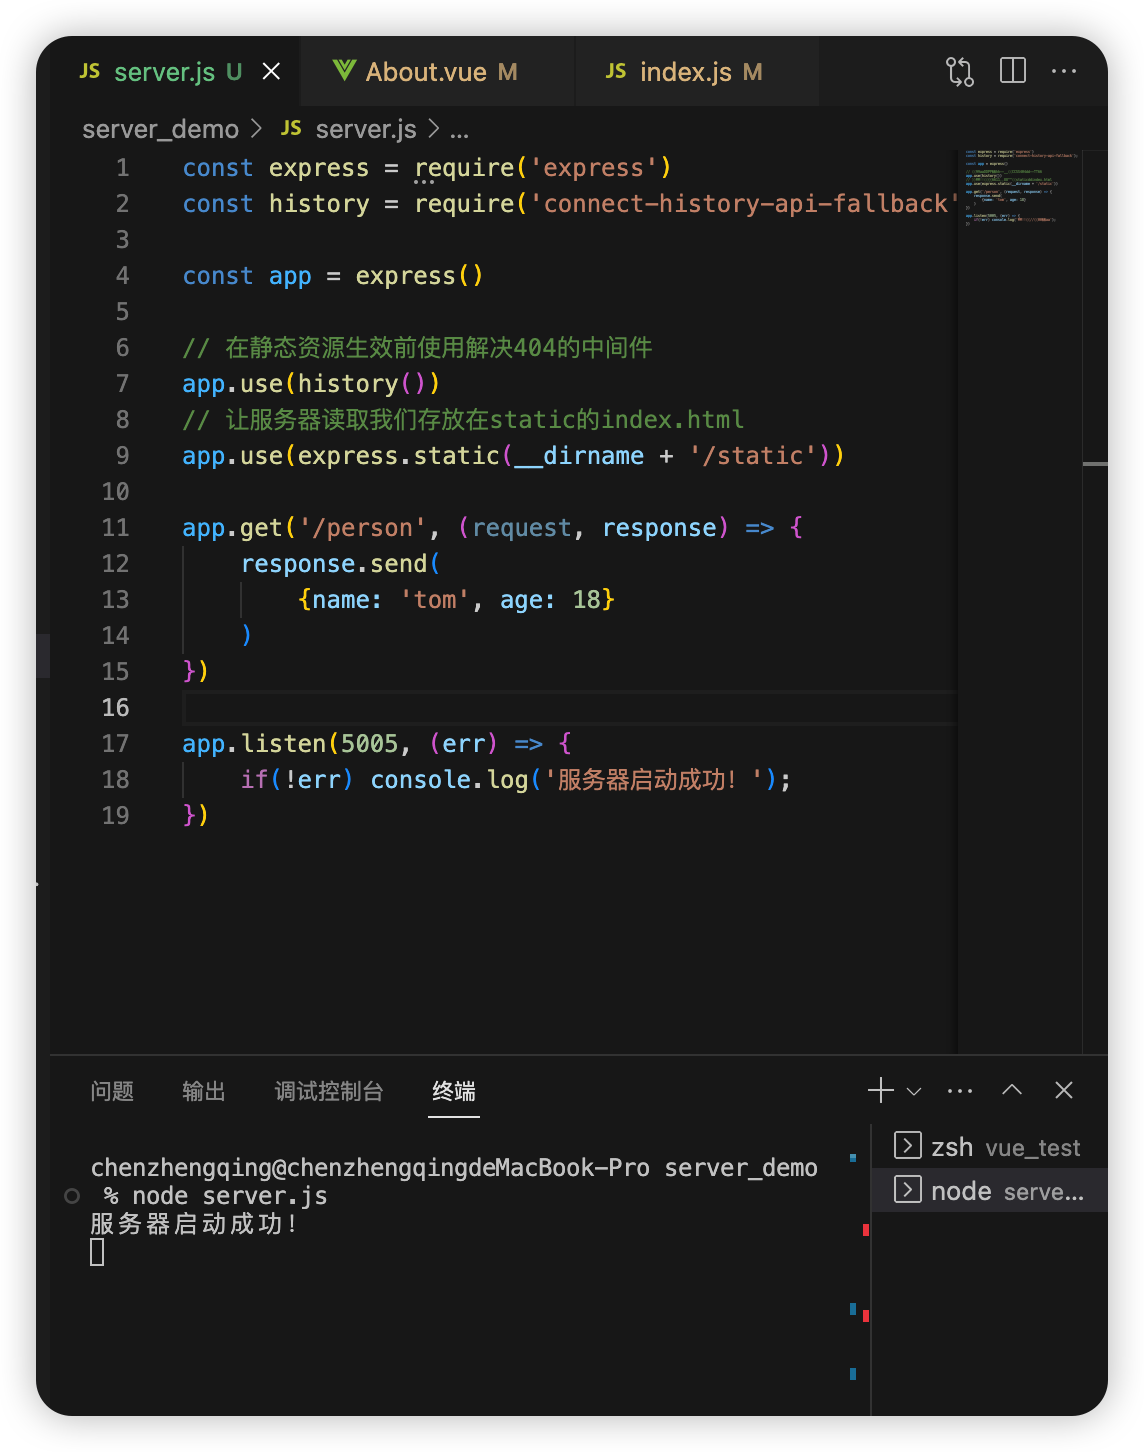 JS server.js U About.vue M JS index.js M
server_demo > JS server.js > ...
1 const express = require('express')
2 const history = require('connect-history-api-fallback'
3
4 const app = express()
5
6 // 在静态资源生效前使用解决404的中间件
7 app.use(history())
8 // 让服务器读取我们存放在static的index.html
9 app.use(express.static(__dirname + '/static'))
10
11 app.get('/person', (request, response) => {
12 response.send(
13 {name: 'tom', age: 18}
14 )
15 })
16
17 app.listen(5005, (err) => {
18 if(!err) console.log('服务器启动成功！');
19 })
问题 输出 调试控制台 终端
chenzhengqing@chenzhengqingdeMacBook-Pro server_demo
% node server.js
服务器启动成功！
zsh vue_test
node serve...